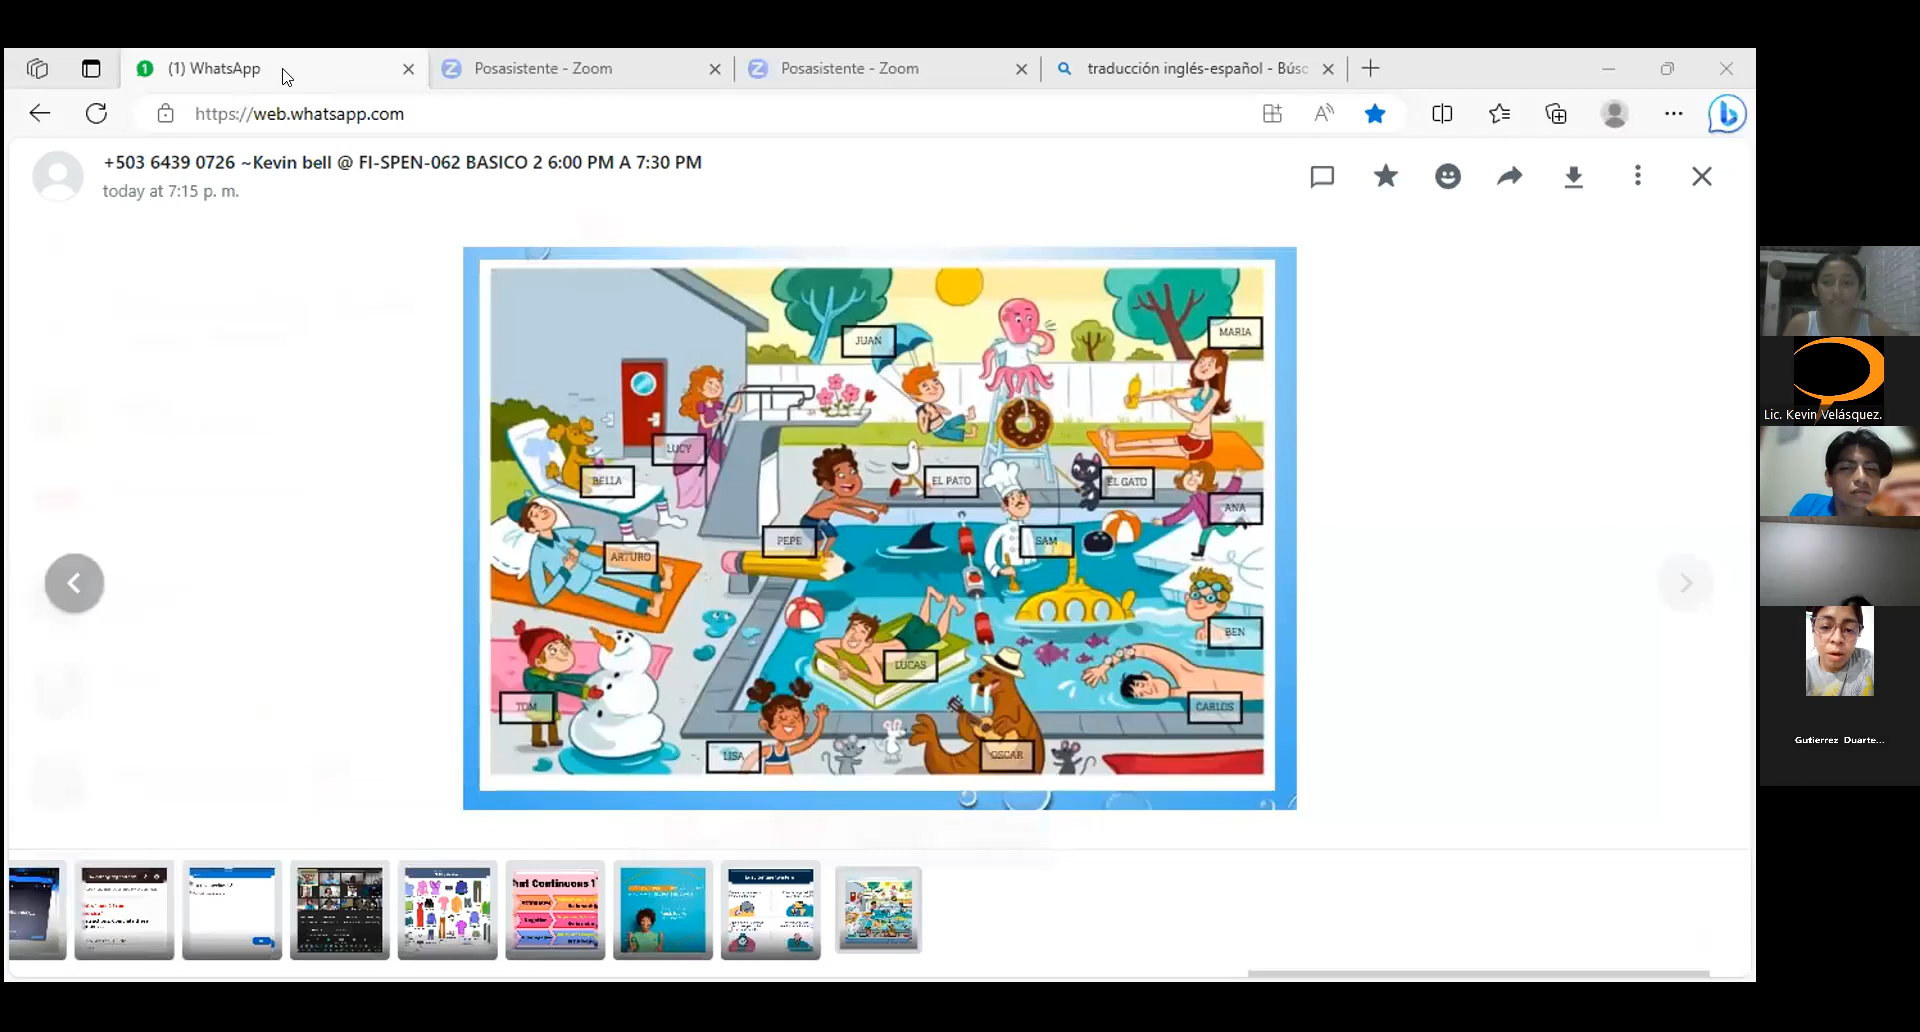 (1) WhatsApp
Posasistente - Zoom
Posasistente - Zoom
traducción inglés-español - Búsc
https://web.whatsapp.com
+503 6439 0726 ~Kevin bell @ FI-SPEN-062 BASICO 2 6:00 PM A 7:30 PM
today at 7:15 p. m.
JUAN
MARIA
LUCY
BELLA
EL PATO
EL GATO
ANA
PEPE
SAM
ARTURO
BEN
LUCAS
TOM
CARLOS
LISA
OSCAR
Lic. Kevin Velásquez.
Gutierrez Duarte...